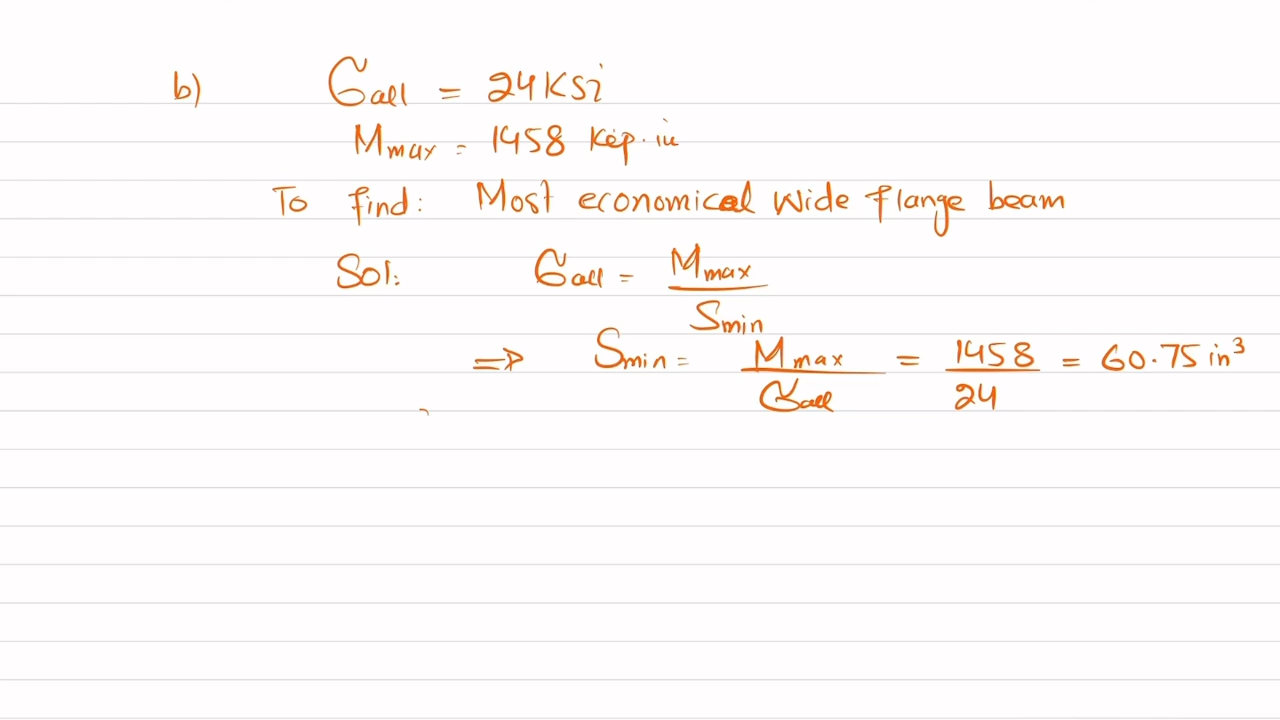 b) σall = 24 Ksi
Mmax = 1458 Kip.in
To find: Most economical Wide flange beam
Sol: σall = Mmax / Smin
⇒ Smin = Mmax / σall = 1458 / 24 = 60.75 in³